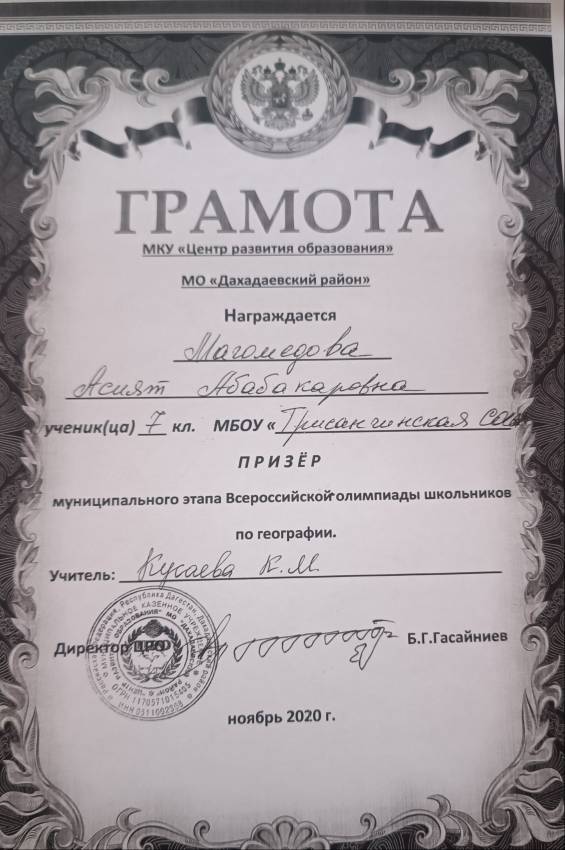 ГРАМОТА
МКУ «Центр развития образования»
МО «Дахадаевский район»
Награждается
Магомедова
Асият Абабакаровна
ученик(ца) 7 кл. МБОУ « Трисанчинская СОШ
ПРИЗЁР
муниципального этапа Всероссийской олимпиады школьников
по географии.
Учитель: Кусаева К.М.
Директор ЦРО Б.Г.Гасайниев
ноябрь 2020 г.